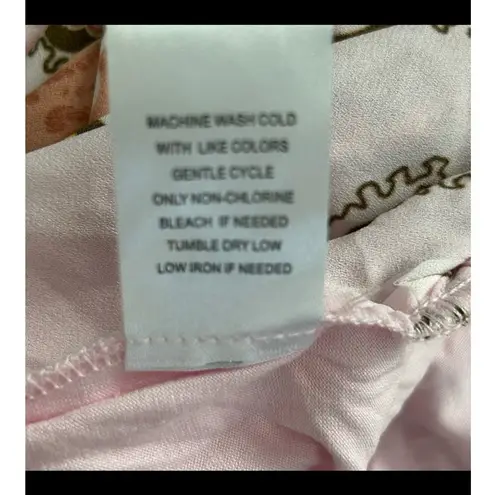 MACHINE WASH COLD
WITH LIKE COLORS
GENTLE CYCLE
ONLY NON-CHLORINE
BLEACH IF NEEDED
TUMBLE DRY LOW
LOW IRON IF NEEDED